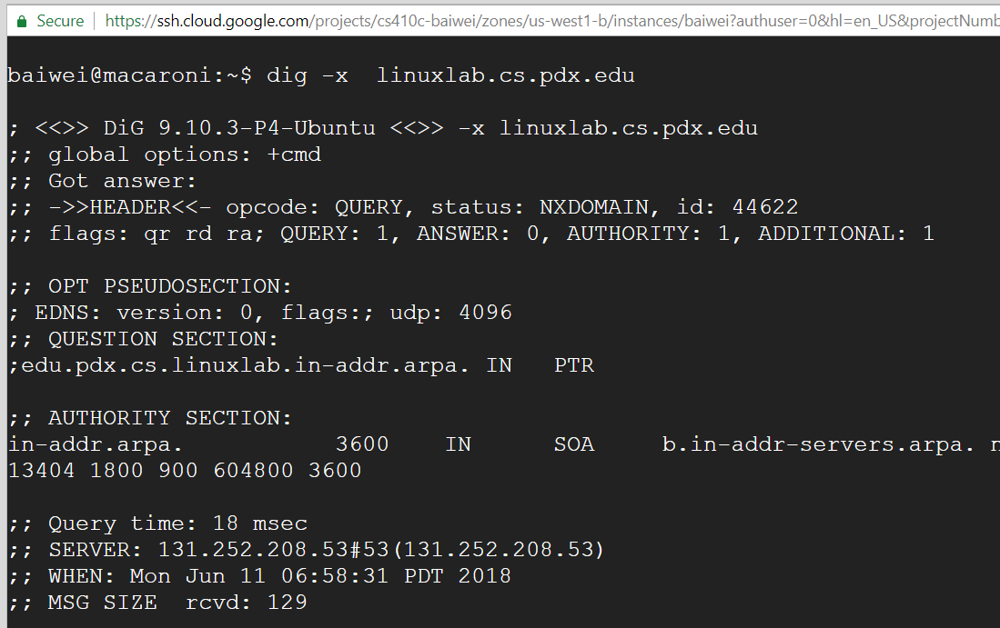 Secure https://ssh.cloud.google.com/projects/cs410c-baiwei/zones/us-west1-b/instances/baiwei?authuser=0&hl=en_US&projectNumb
baiwei@macaroni:~$ dig -x  linuxlab.cs.pdx.edu
; <<>> DiG 9.10.3-P4-Ubuntu <<>> -x linuxlab.cs.pdx.edu
;; global options: +cmd
;; Got answer:
;; ->>HEADER<<- opcode: QUERY, status: NXDOMAIN, id: 44622
;; flags: qr rd ra; QUERY: 1, ANSWER: 0, AUTHORITY: 1, ADDITIONAL: 1
;; OPT PSEUDOSECTION:
; EDNS: version: 0, flags:; udp: 4096
;; QUESTION SECTION:
;edu.pdx.cs.linuxlab.in-addr.arpa. IN PTR
;; AUTHORITY SECTION:
in-addr.arpa. 3600 IN SOA b.in-addr-servers.arpa. n
13404 1800 900 604800 3600
;; Query time: 18 msec
;; SERVER: 131.252.208.53#53(131.252.208.53)
;; WHEN: Mon Jun 11 06:58:31 PDT 2018
;; MSG SIZE  rcvd: 129